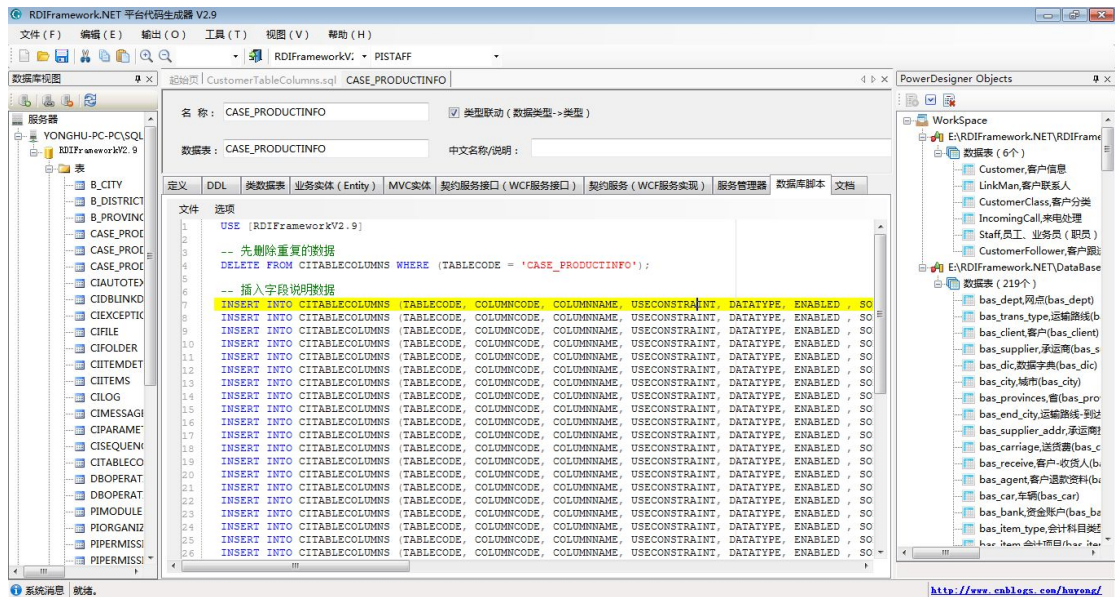 RDIFramework.NET 平台代码生成器 V2.9
文件(F) 编辑(E) 输出(O) 工具(T) 视图(V) 帮助(H)
RDIFrameworkV: PISTAFF
数据库视图
服务器
YONGHU-PC-PC\SQL
RDIFrameworkV2.9
表
B_CITY
B_DISTRICT
B_PROVINC
CASE_PROD
CASE_PROD
CASE_PROD
CIAUTOTEX
CIDBLINKD
CIEXCEPTIC
CIFILE
CIFOLDER
CIITEMDET
CIITEMS
CILOG
CIMESSAGE
CIPARAMET
CISEQUENC
CITABLECO
DBOPERAT
DBOPERAT
PIMODULE
PIORGANIZ
PIPERMISSI
PIPERMISSI
起始页 CustomerTableColumns.sql CASE_PRODUCTINFO
名 称: CASE_PRODUCTINFO 类型联动(数据类型->类型)
数据表: CASE_PRODUCTINFO 中文名称/说明:
定义 DDL 类数据表 业务实体(Entity) MVC实体 契约服务接口(WCF服务接口) 契约服务(WCF服务实现) 服务管理器 数据库脚本 文档
文件 选项
1 USE [RDIFrameworkV2.9]
2
3 -- 先删除重复的数据
4 DELETE FROM CITABLECOLUMNS WHERE (TABLECODE = 'CASE_PRODUCTINFO');
5
6 -- 插入字段说明数据
7 INSERT INTO CITABLECOLUMNS (TABLECODE, COLUMNCODE, COLUMNNAME, USECONSTRAINT, DATATYPE, ENABLED , SO
8 INSERT INTO CITABLECOLUMNS (TABLECODE, COLUMNCODE, COLUMNNAME, USECONSTRAINT, DATATYPE, ENABLED , SO
9 INSERT INTO CITABLECOLUMNS (TABLECODE, COLUMNCODE, COLUMNNAME, USECONSTRAINT, DATATYPE, ENABLED , SO
10 INSERT INTO CITABLECOLUMNS (TABLECODE, COLUMNCODE, COLUMNNAME, USECONSTRAINT, DATATYPE, ENABLED , SO
11 INSERT INTO CITABLECOLUMNS (TABLECODE, COLUMNCODE, COLUMNNAME, USECONSTRAINT, DATATYPE, ENABLED , SO
12 INSERT INTO CITABLECOLUMNS (TABLECODE, COLUMNCODE, COLUMNNAME, USECONSTRAINT, DATATYPE, ENABLED , SO
13 INSERT INTO CITABLECOLUMNS (TABLECODE, COLUMNCODE, COLUMNNAME, USECONSTRAINT, DATATYPE, ENABLED , SO
14 INSERT INTO CITABLECOLUMNS (TABLECODE, COLUMNCODE, COLUMNNAME, USECONSTRAINT, DATATYPE, ENABLED , SO
15 INSERT INTO CITABLECOLUMNS (TABLECODE, COLUMNCODE, COLUMNNAME, USECONSTRAINT, DATATYPE, ENABLED , SO
16 INSERT INTO CITABLECOLUMNS (TABLECODE, COLUMNCODE, COLUMNNAME, USECONSTRAINT, DATATYPE, ENABLED , SO
17 INSERT INTO CITABLECOLUMNS (TABLECODE, COLUMNCODE, COLUMNNAME, USECONSTRAINT, DATATYPE, ENABLED , SO
18 INSERT INTO CITABLECOLUMNS (TABLECODE, COLUMNCODE, COLUMNNAME, USECONSTRAINT, DATATYPE, ENABLED , SO
19 INSERT INTO CITABLECOLUMNS (TABLECODE, COLUMNCODE, COLUMNNAME, USECONSTRAINT, DATATYPE, ENABLED , SO
20 INSERT INTO CITABLECOLUMNS (TABLECODE, COLUMNCODE, COLUMNNAME, USECONSTRAINT, DATATYPE, ENABLED , SO
21 INSERT INTO CITABLECOLUMNS (TABLECODE, COLUMNCODE, COLUMNNAME, USECONSTRAINT, DATATYPE, ENABLED , SO
22 INSERT INTO CITABLECOLUMNS (TABLECODE, COLUMNCODE, COLUMNNAME, USECONSTRAINT, DATATYPE, ENABLED , SO
23 INSERT INTO CITABLECOLUMNS (TABLECODE, COLUMNCODE, COLUMNNAME, USECONSTRAINT, DATATYPE, ENABLED , SO
24 INSERT INTO CITABLECOLUMNS (TABLECODE, COLUMNCODE, COLUMNNAME, USECONSTRAINT, DATATYPE, ENABLED , SO
25 INSERT INTO CITABLECOLUMNS (TABLECODE, COLUMNCODE, COLUMNNAME, USECONSTRAINT, DATATYPE, ENABLED , SO
26 INSERT INTO CITABLECOLUMNS (TABLECODE, COLUMNCODE, COLUMNNAME, USECONSTRAINT, DATATYPE, ENABLED , SO
PowerDesigner Objects
WorkSpace
E:\RDIFramework.NET\RDIFrame
数据表(6个)
Customer,客户信息
LinkMan,客户联系人
CustomerClass,客户分类
IncomingCall,来电处理
Staff,员工、业务员(职员)
CustomerFollower,客户跟
E:\RDIFramework.NET\DataBase
数据表(219个)
bas_dept,网点(bas_dept)
bas_trans_type,运输路线(b
bas_client,客户(bas_client)
bas_supplier,承运商(bas_s
bas_dic,数据字典(bas_dic)
bas_city,城市(bas_city)
bas_provinces,省(bas_pro
bas_end_city,运输路线-到达
bas_supplier_addr,承运商
bas_carriage,送货费(bas_c
bas_receive,客户-收货人(ba
bas_agent,客户退款资料(ba
bas_car,车辆(bas_car)
bas_bank,资金账户(bas_ba
bas_item_type,会计科目类
bas_item,会计项目(bas_iter
系统消息 就绪。
http://www.cnblogs.com/huyong/